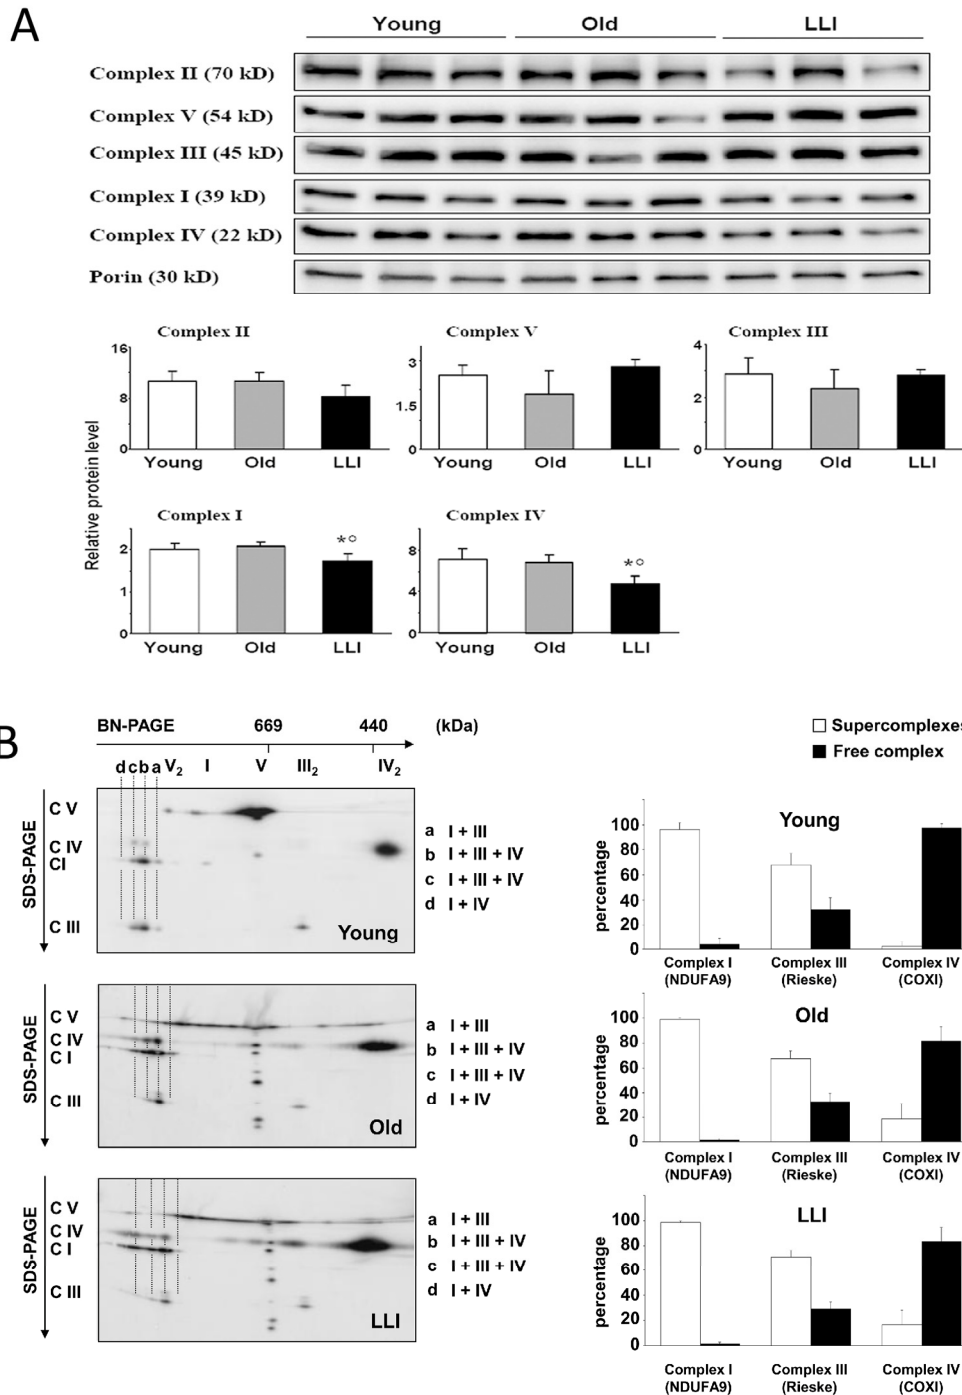 A
Young Old LLI
Complex II (70 kD)
Complex V (54 kD)
Complex III (45 kD)
Complex I (39 kD)
Complex IV (22 kD)
Porin (30 kD)
Relative protein level
Complex II
16
8
0
Young Old LLI
Complex V
3
1.5
0
Young Old LLI
Complex III
4
2
0
Young Old LLI
Complex I
2
1
0
*○
Young Old LLI
Complex IV
8
4
0
*○
Young Old LLI
B
BN-PAGE 669 440 (kDa)
d c b a V2 I V III2 IV2
SDS-PAGE
C V
C IV
CI
C III
Young
a I + III
b I + III + IV
c I + III + IV
d I + IV
SDS-PAGE
C V
C IV
C I
C III
Old
a I + III
b I + III + IV
c I + III + IV
d I + IV
SDS-PAGE
C V
C IV
C I
C III
LLI
a I + III
b I + III + IV
c I + III + IV
d I + IV
Supercomplexes
Free complex
Young
percentage
100
80
60
40
20
0
Complex I Complex III Complex IV
(NDUFA9) (Rieske) (COXI)
Old
percentage
100
80
60
40
20
0
Complex I Complex III Complex IV
(NDUFA9) (Rieske) (COXI)
LLI
percentage
100
80
60
40
20
0
Complex I Complex III Complex IV
(NDUFA9) (Rieske) (COXI)